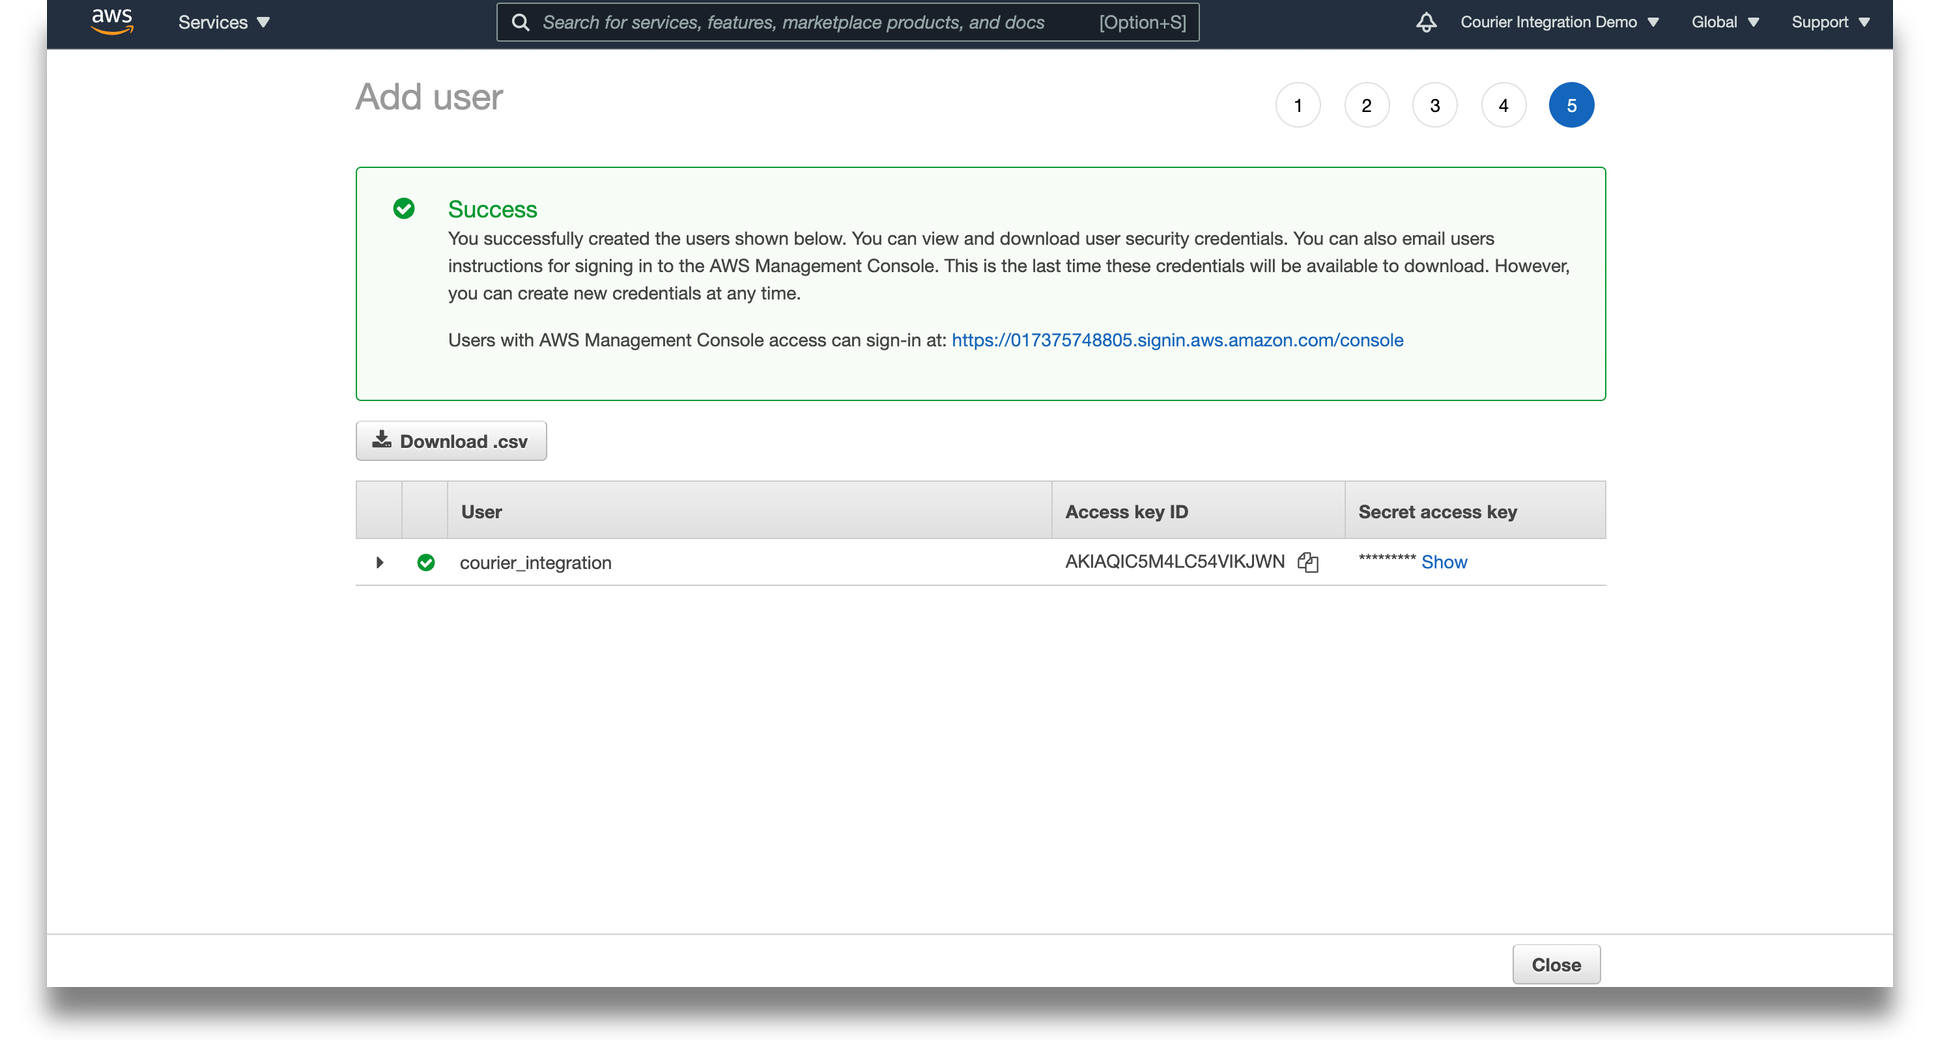 aws Services Search for services, features, marketplace products, and docs [Option+S] Courier Integration Demo Global Support
Add user
1 2 3 4 5
Success
You successfully created the users shown below. You can view and download user security credentials. You can also email users
instructions for signing in to the AWS Management Console. This is the last time these credentials will be available to download. However,
you can create new credentials at any time.
Users with AWS Management Console access can sign-in at: https://017375748805.signin.aws.amazon.com/console
Download .csv
User Access key ID Secret access key
courier_integration AKIAQIC5M4LC54VIKJWN ********* Show
Close